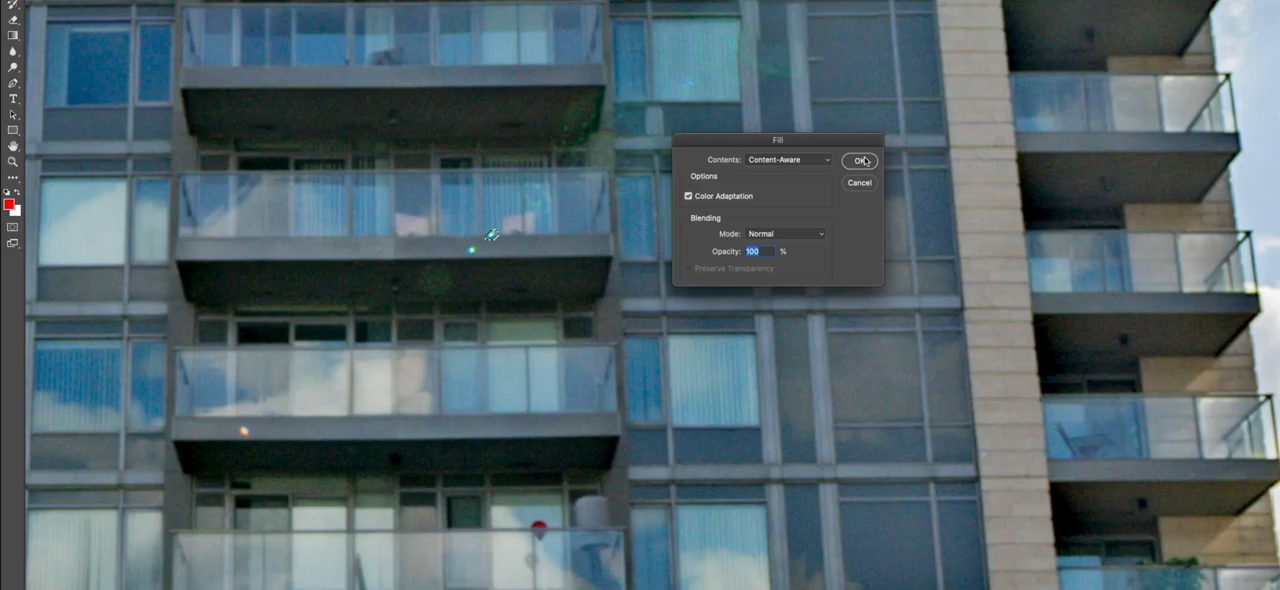 Fill
Contents: Content-Aware
OK
Options
Cancel
Color Adaptation
Blending
Mode: Normal
Opacity: 100 %
Preserve Transparency